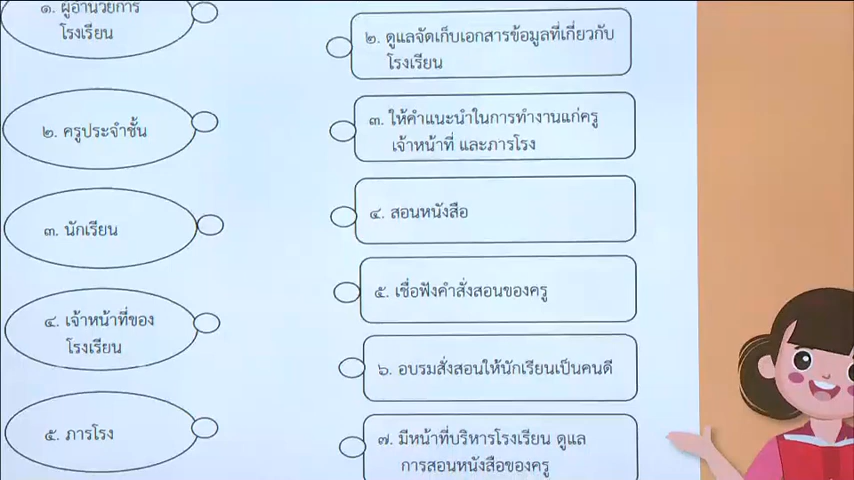 ๑. ผู้อำนวยการ
โรงเรียน
๒. ครูประจำชั้น
๓. นักเรียน
๔. เจ้าหน้าที่ของ
โรงเรียน
๕. ภารโรง
๒. ดูแลจัดเก็บเอกสารข้อมูลที่เกี่ยวกับ
โรงเรียน
๓. ให้คำแนะนำในการทำงานแก่ครู
เจ้าหน้าที่ และภารโรง
๔. สอนหนังสือ
๕. เชื่อฟังคำสั่งสอนของครู
๖. อบรมสั่งสอนให้นักเรียนเป็นคนดี
๗. มีหน้าที่บริหารโรงเรียน ดูแล
การสอนหนังสือของครู